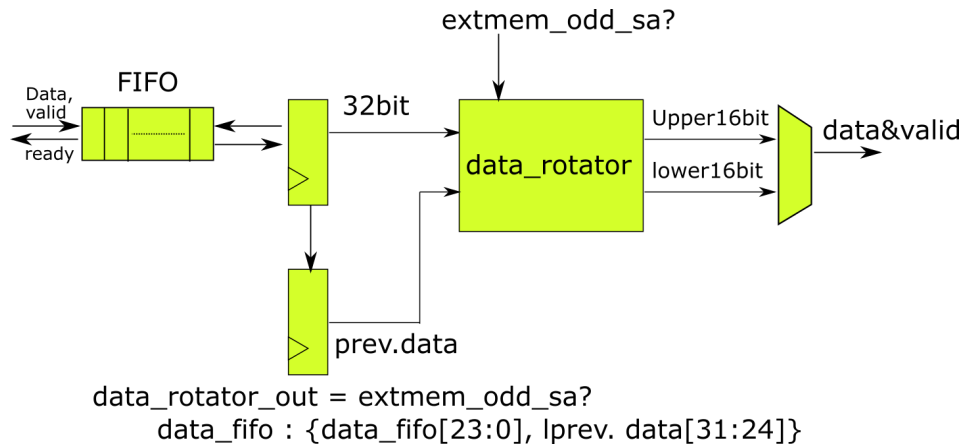 extmem_odd_sa?
FIFO
Data,
valid
ready
32bit
data_rotator
Upper16bit
lower16bit
data&valid
prev.data
data_rotator_out = extmem_odd_sa?
data_fifo : {data_fifo[23:0], lprev. data[31:24]}